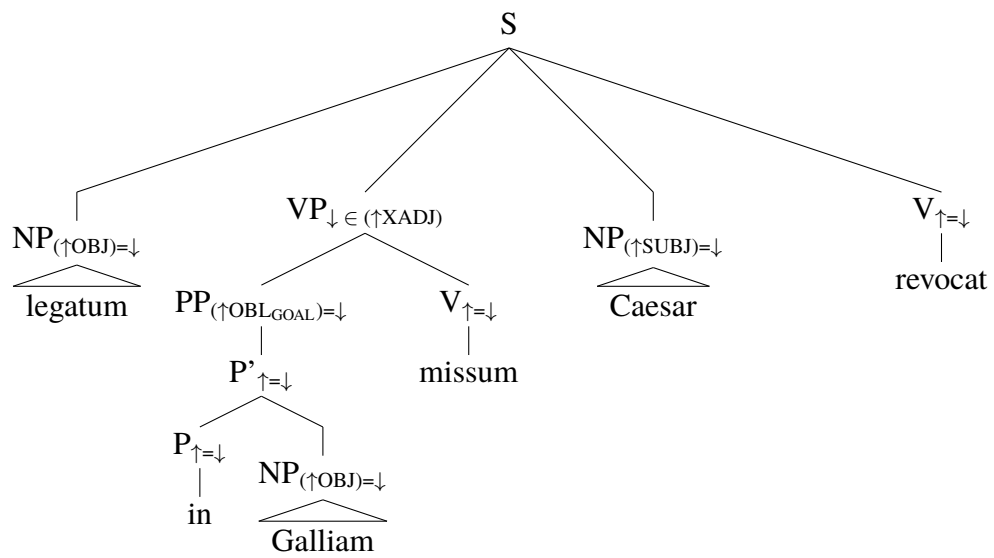 S
NP(↑OBJ)=↓ VP↓ ∈ (↑XADJ) NP(↑SUBJ)=↓ V↑=↓
legatum PP(↑OBLGOAL)=↓ V↑=↓ Caesar revocat
P’↑=↓ missum
P↑=↓ NP(↑OBJ)=↓
in Galliam